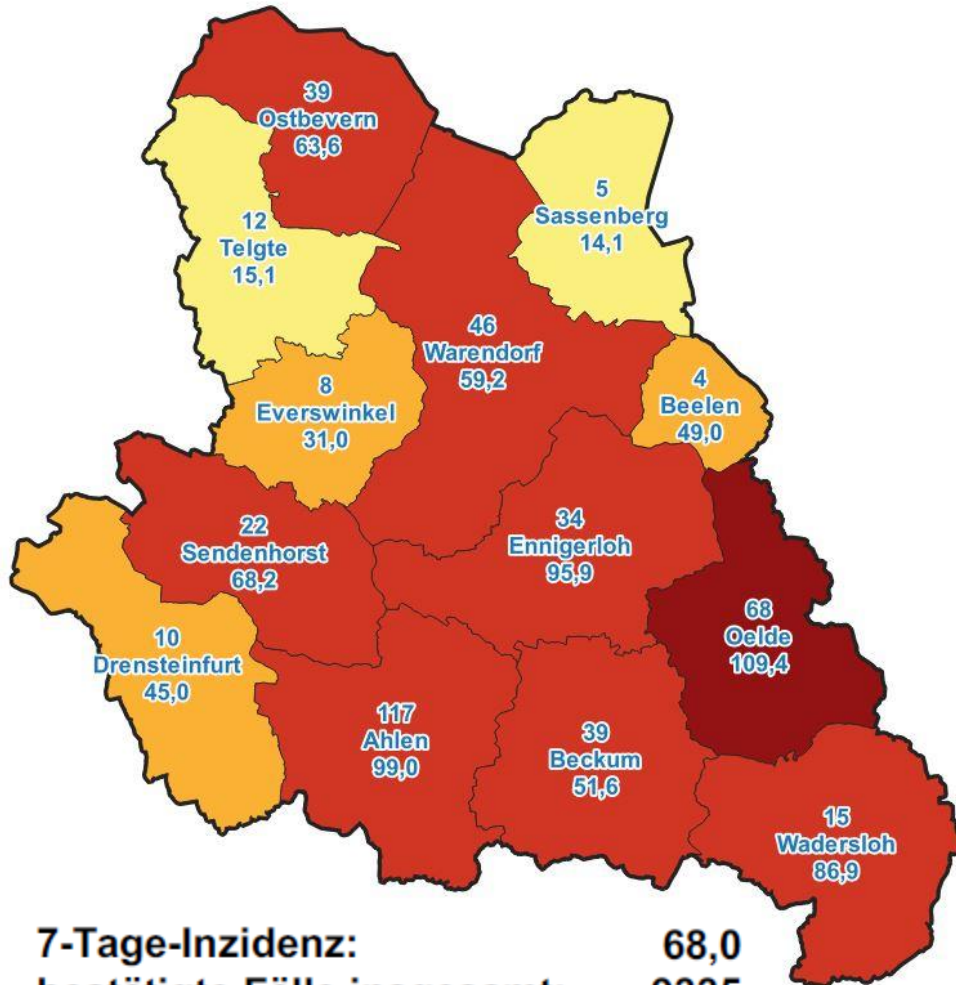 39
Ostbevern
63,6
5
Sassenberg
14,1
12
Telgte
15,1
46
Warendorf
59,2
8
Everswinkel
31,0
4
Beelen
49,0
22
Sendenhorst
68,2
34
Ennigerloh
95,9
68
Oelde
109,4
10
Drensteinfurt
45,0
117
Ahlen
99,0
39
Beckum
51,6
15
Wadersloh
86,9
7-Tage-Inzidenz: 68,0
bestätigte Fälle insgesamt: